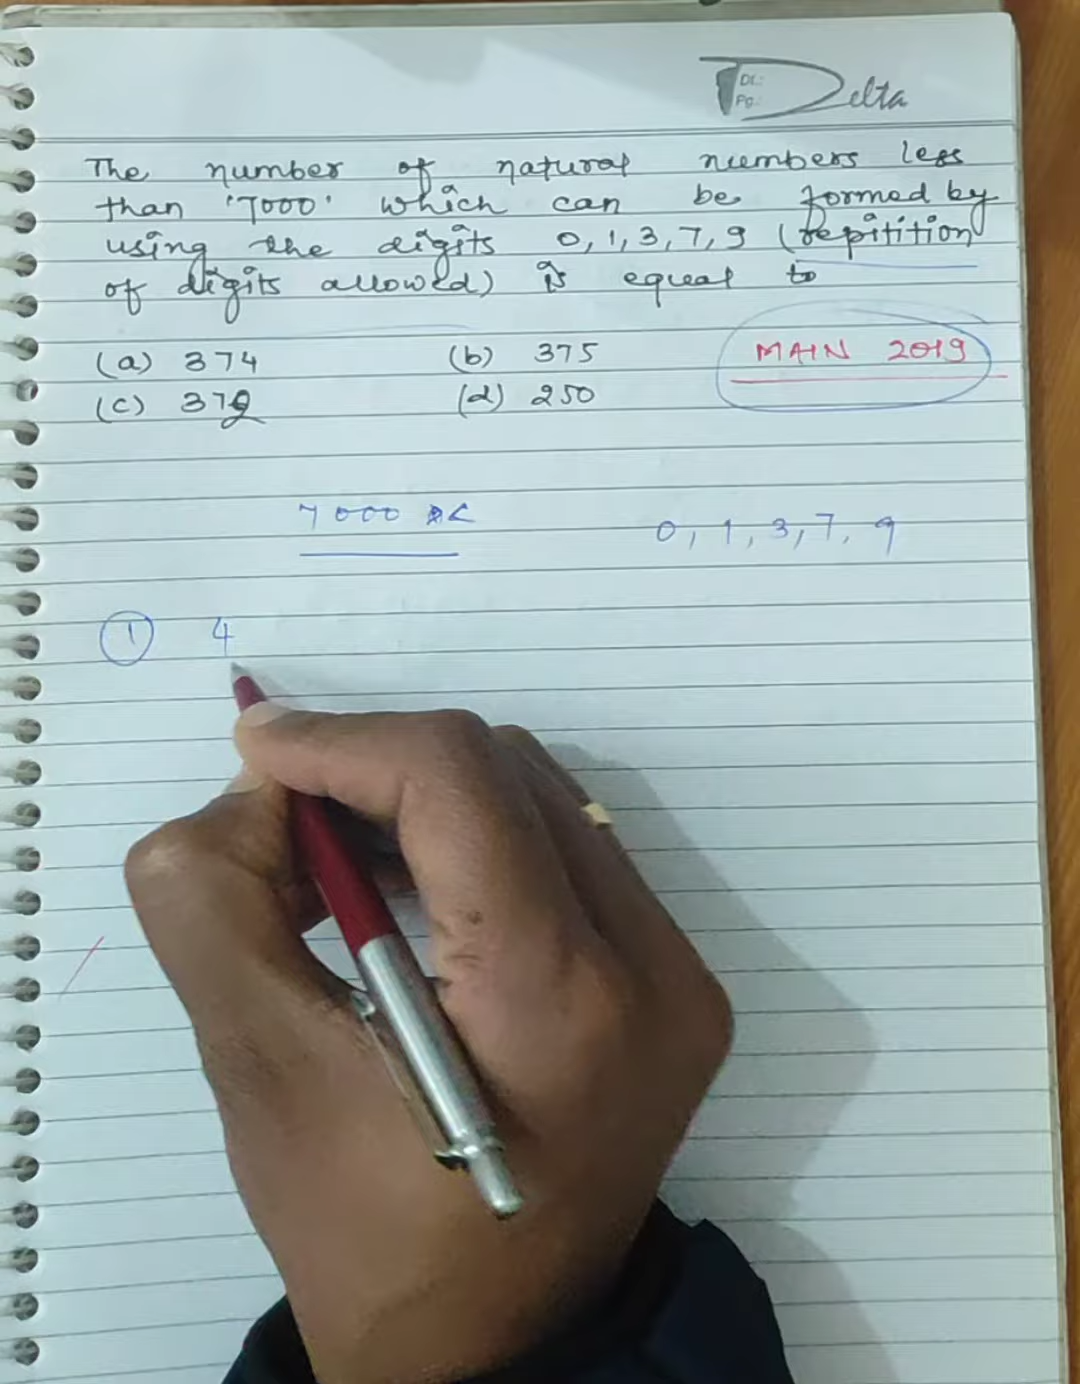 Delta
Dt.:
Pg.:
The number of natural numbers less
than '7000' which can be formed by
using the digits 0, 1, 3, 7, 9 (repitition
of digits allowed) is equal to
(a) 374 (b) 375 MAIN 2019
(c) 372 (d) 250
7000 <
0, 1, 3, 7, 9
1 4